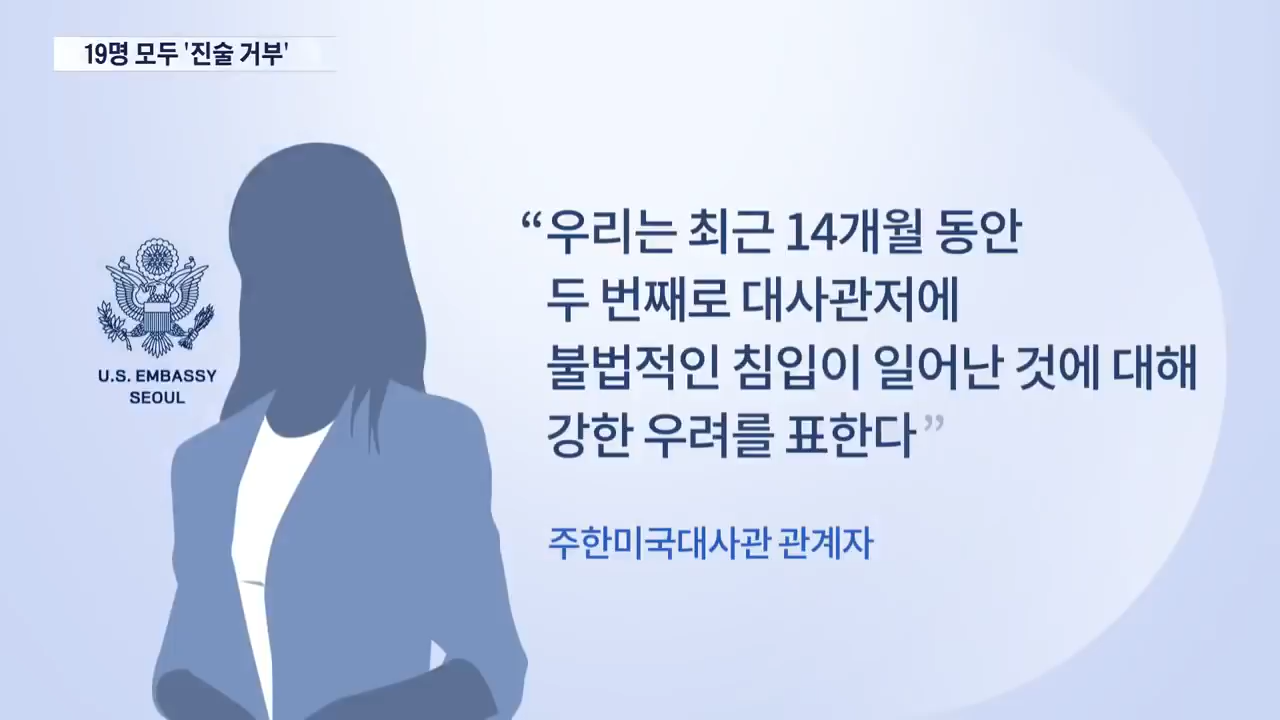 19명 모두 '진술 거부'
“우리는 최근 14개월 동안
두 번째로 대사관저에
불법적인 침입이 일어난 것에 대해
강한 우려를 표한다”
주한미국대사관 관계자
U.S. EMBASSY
SEOUL